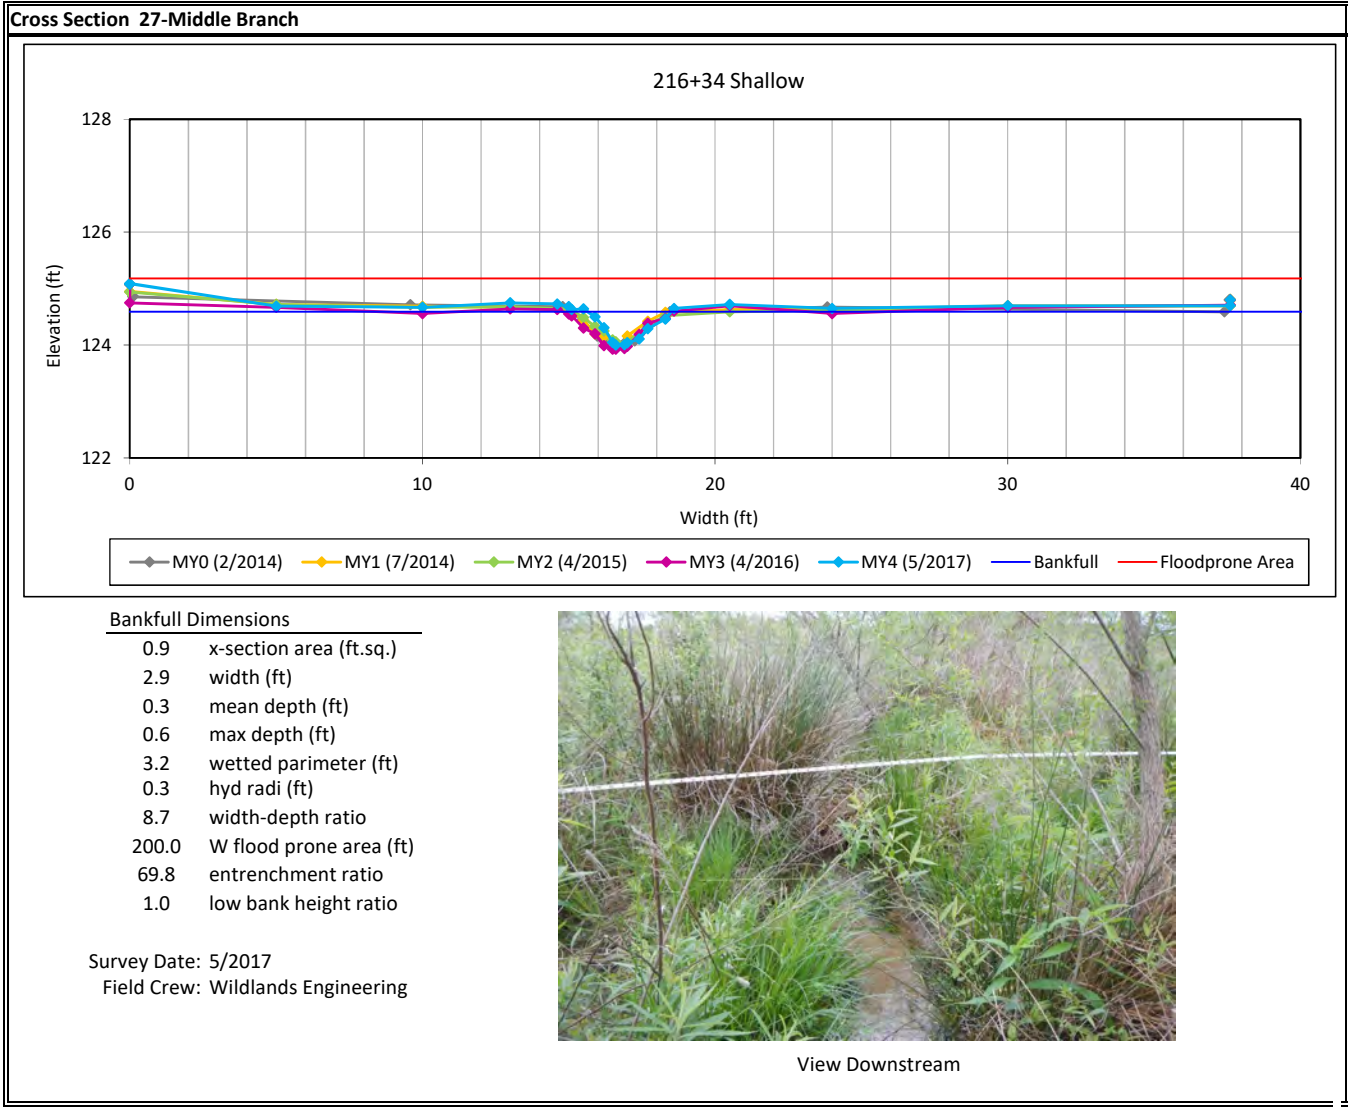 Cross Section  27-Middle Branch
216+34 Shallow
128
126
124
122
Elevation (ft)
0
10
20
30
40
Width (ft)
MY0 (2/2014)
MY1 (7/2014)
MY2 (4/2015)
MY3 (4/2016)
MY4 (5/2017)
Bankfull
Floodprone Area
Bankfull Dimensions
0.9 x-section area (ft.sq.)
2.9 width (ft)
0.3 mean depth (ft)
0.6 max depth (ft)
3.2 wetted parimeter (ft)
0.3 hyd radi (ft)
8.7 width-depth ratio
200.0 W flood prone area (ft)
69.8 entrenchment ratio
1.0 low bank height ratio
Survey Date: 5/2017
Field Crew: Wildlands Engineering
View Downstream